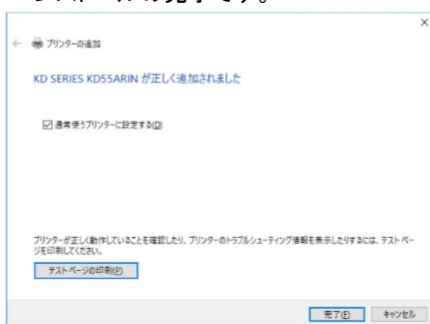 プリンターの追加
KD SERIES KD55ARIN が正しく追加されました
通常使うプリンターに設定する(D)
プリンターが正しく動作していることを確認したり、プリンターのトラブルシューティング情報を表示したりするには、テスト ペー
ジを印刷してください。
テスト ページの印刷(P)
完了(F) キャンセル